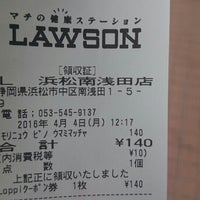 マチの健康ステーション
LAWSON
[領収証]
浜松南浅田店
静岡県浜松市中区南浅田1-5-
9
電話:053-545-9137
2016年 4月 4日(月) 12:17
モリニュウ ピノ ウマミマッチャ 140
合 計 ¥140
内消費税等 ¥10)
点 数 1個
上記正に領収いたしました
Loppiクーポン券 1枚 ¥140